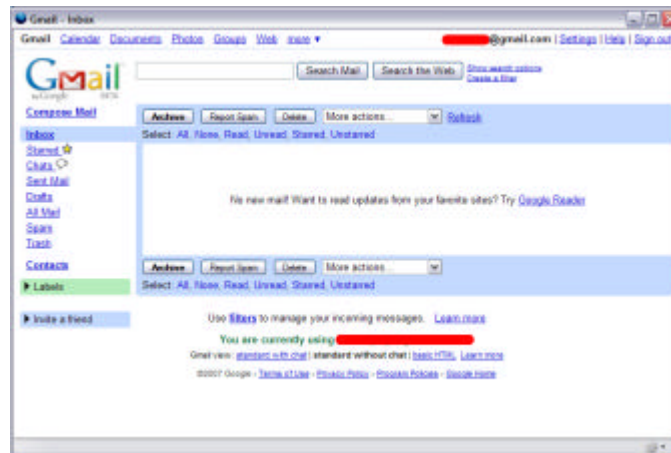 Gmail - Inbox
Gmail Calendar Documents Photos Groups Web more ▼
@gmail.com | Settings | Help | Sign out
Gmail
by Google BETA
Search Mail Search the Web Show search options
Create a filter
Compose Mail
Inbox
Starred
Chats
Sent Mail
Drafts
All Mail
Spam
Trash
Contacts
▶ Labels
▶ Invite a friend
Archive Report Spam Delete More actions... Refresh
Select: All, None, Read, Unread, Starred, Unstarred
No new mail! Want to read updates from your favorite sites? Try Google Reader
Archive Report Spam Delete More actions...
Select: All, None, Read, Unread, Starred, Unstarred
Use filters to manage your incoming messages. Learn more
You are currently using
Gmail view: standard with chat | standard without chat | basic HTML Learn more
©2007 Google - Terms of Use - Privacy Policy - Program Policies - Google Home